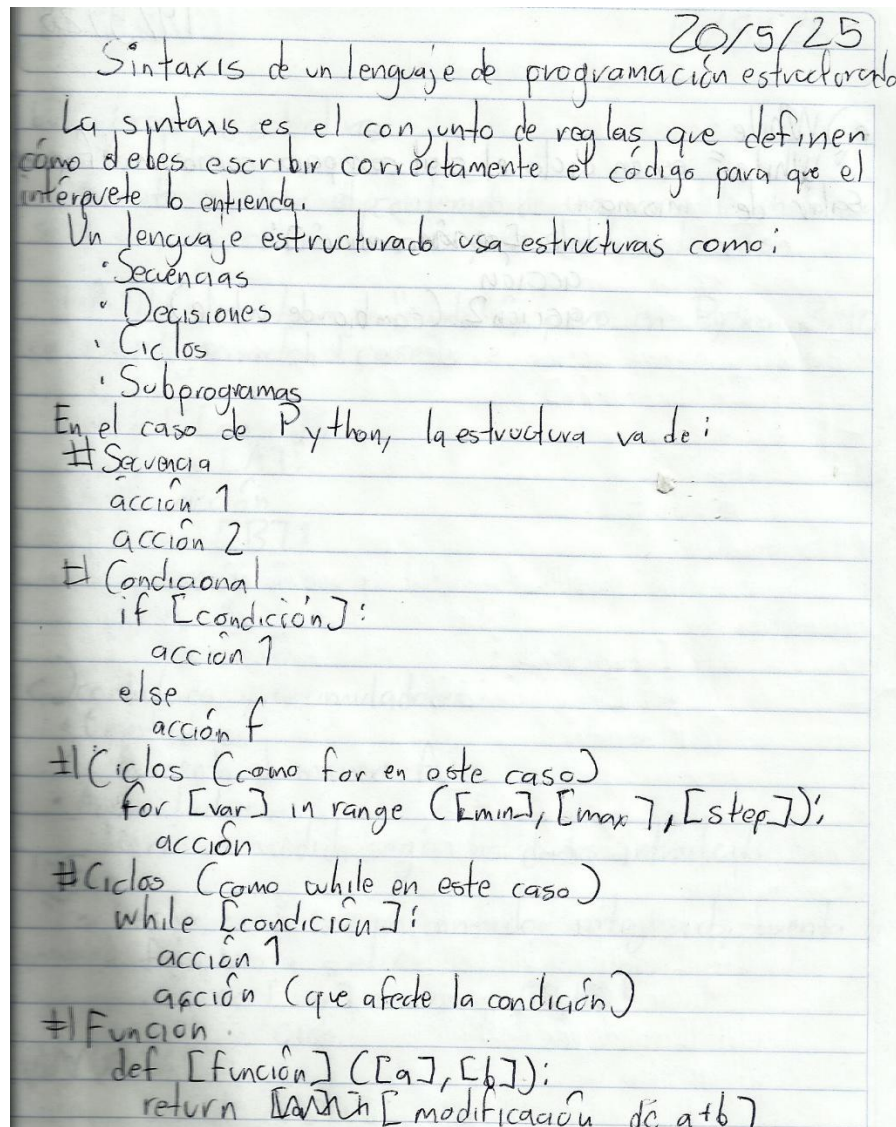 20/5/25
Sintaxis de un lenguaje de programación estructurado
La sintaxis es el conjunto de reglas que definen
cómo debes escribir correctamente el código para que el
intérpvete lo entienda.
Un lenguaje estructurado usa estructuras como:
· Secuencias
· Decisiones
· Ciclos
· Subprogramas
En el caso de Python, la estructura va de:
# Secuencia
acción 1
acción 2
# Condicional
if [condición]:
acción 1
else
acción f
# Ciclos (como for en este caso)
for [var] in range ([min], [max], [step]):
acción
# Ciclos (como while en este caso)
while [condición]:
acción 1
acción (que afecte la condición)
# Funcion
def [función] ([a], [b]):
return [modificación de a+b]